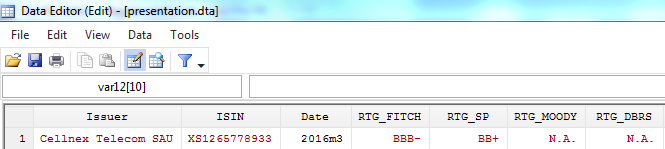 Data Editor (Edit) - [presentation.dta]
File Edit View Data Tools
var12[10]
Issuer ISIN Date RTG_FITCH RTG_SP RTG_MOODY RTG_DBRS
1 Cellnex Telecom SAU XS1265778933 2016m3 BBB- BB+ N.A. N.A.